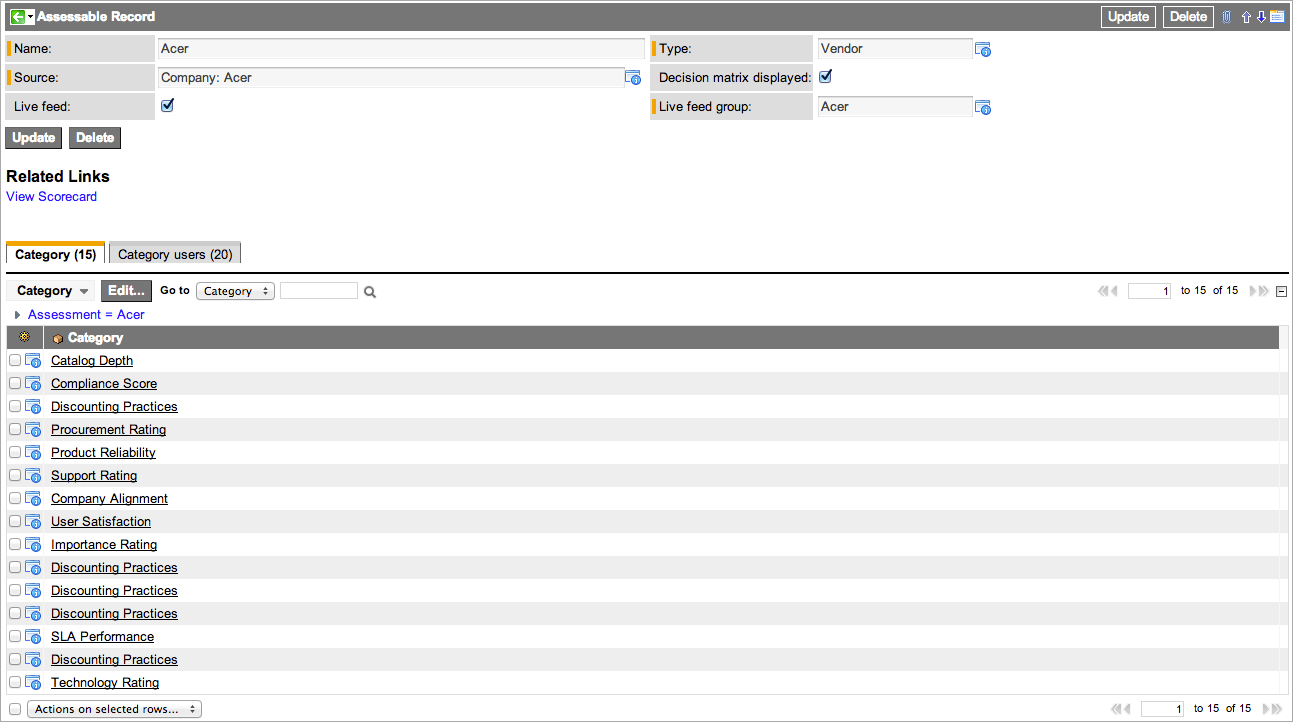 Assessable Record Update Delete
Name: Acer Type: Vendor
Source: Company: Acer Decision matrix displayed:
Live feed: Live feed group: Acer
Update Delete
Related Links
View Scorecard
Category (15) Category users (20)
Category Edit... Go to Category 1 to 15 of 15
Assessment = Acer
Category
Catalog Depth
Compliance Score
Discounting Practices
Procurement Rating
Product Reliability
Support Rating
Company Alignment
User Satisfaction
Importance Rating
Discounting Practices
Discounting Practices
Discounting Practices
SLA Performance
Discounting Practices
Technology Rating
Actions on selected rows... 1 to 15 of 15